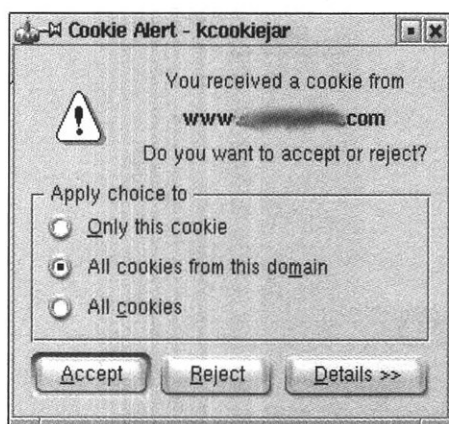 Cookie Alert - kcookiejar
You received a cookie from
www .com
Do you want to accept or reject?
Apply choice to
Only this cookie
All cookies from this domain
All cookies
Accept Reject Details >>